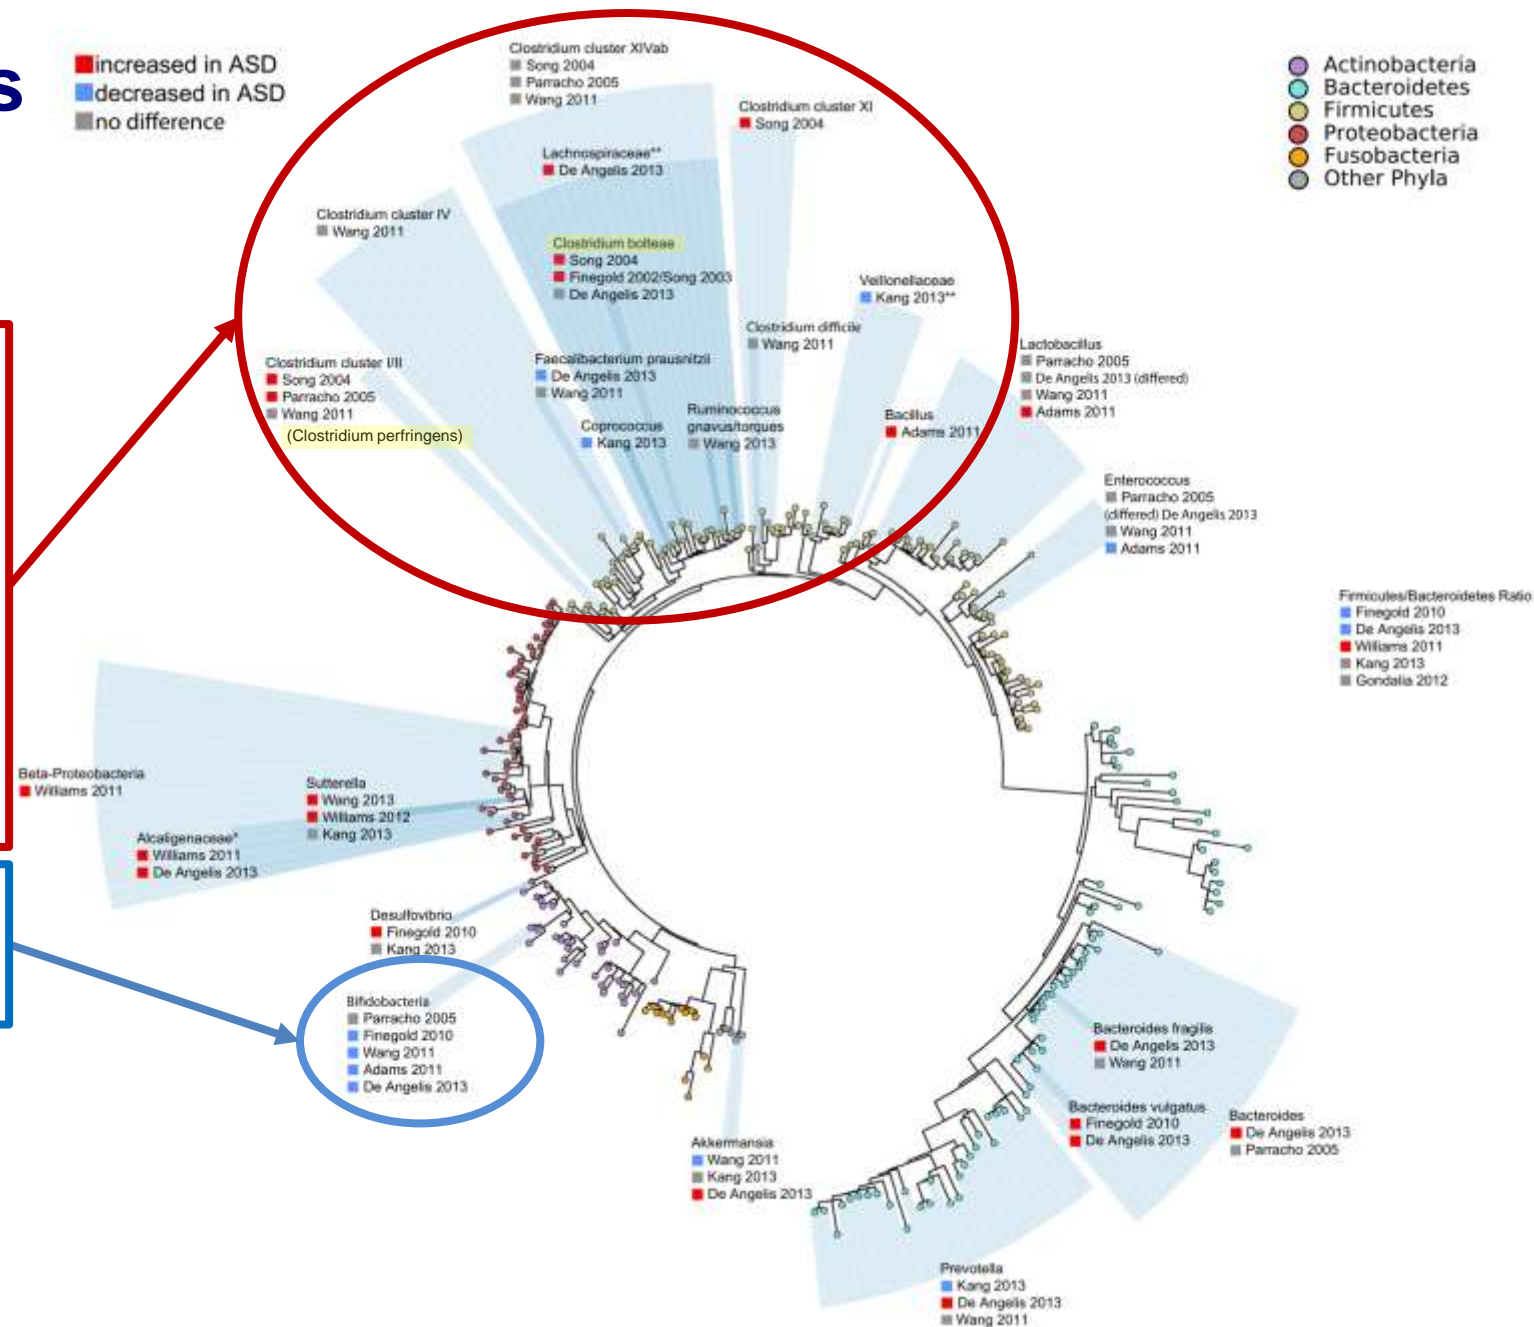 s
increased in ASD
decreased in ASD
no difference
Actinobacteria
Bacteroidetes
Firmicutes
Proteobacteria
Fusobacteria
Other Phyla
Clostridium cluster XIVab
Song 2004
Parracho 2005
Wang 2011
Clostridium cluster XI
Song 2004
Lachnospiraceae**
De Angelis 2013
Clostridium cluster IV
Wang 2011
Clostridium bolteae
Song 2004
Finegold 2002/Song 2003
De Angelis 2013
Veillonellaceae
Kang 2013**
Clostridium difficile
Wang 2011
Lactobacillus
Parracho 2005
De Angelis 2013 (differed)
Wang 2011
Adams 2011
Clostridium cluster I/II
Song 2004
Parracho 2005
Wang 2011
(Clostridium perfringens)
Faecalibacterium prausnitzii
De Angelis 2013
Wang 2011
Coprococcus
Kang 2013
Ruminococcus
gnavus/torques
Wang 2013
Bacillus
Adams 2011
Enterococcus
Parracho 2005
(differed) De Angelis 2013
Wang 2011
Adams 2011
Firmicutes/Bacteroidetes Ratio
Finegold 2010
De Angelis 2013
Williams 2011
Kang 2013
Gondalia 2012
Beta-Proteobacteria
Williams 2011
Sutterella
Wang 2013
Williams 2012
Kang 2013
Alcaligenaceae*
Williams 2011
De Angelis 2013
Desulfovibrio
Finegold 2010
Kang 2013
Bifidobacteria
Parracho 2005
Finegold 2010
Wang 2011
Adams 2011
De Angelis 2013
Bacteroides fragilis
De Angelis 2013
Wang 2011
Bacteroides vulgatus
Finegold 2010
De Angelis 2013
Bacteroides
De Angelis 2013
Parracho 2005
Akkermansia
Wang 2011
Kang 2013
De Angelis 2013
Prevotella
Kang 2013
De Angelis 2013
Wang 2011